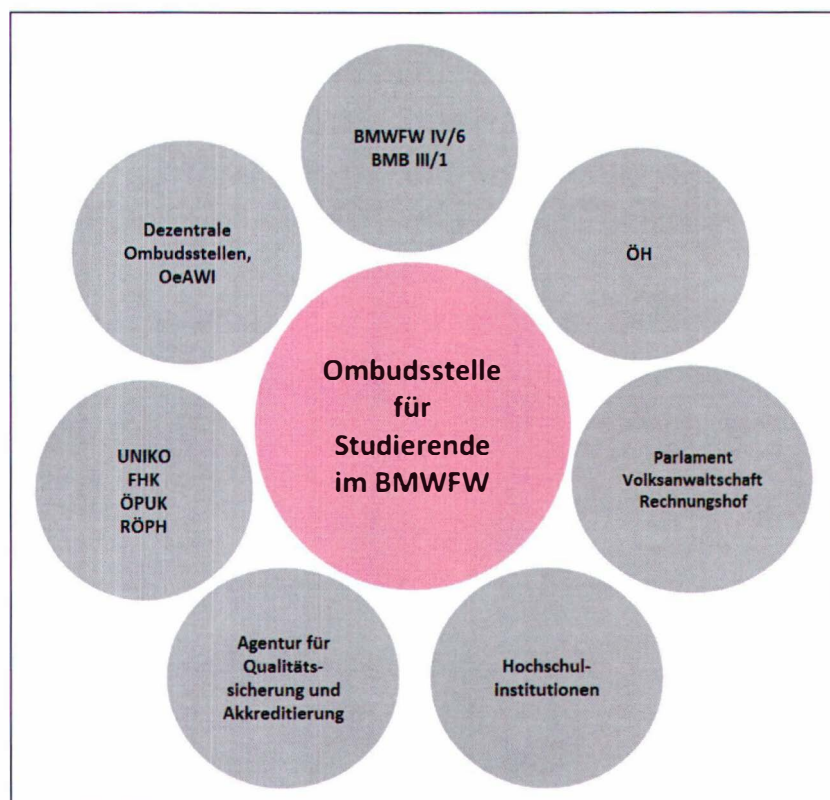 BMWFW IV/6
BMB III/1
Dezentrale
Ombudsstellen,
OeAWI
ÖH
Ombudsstelle
für
Studierende
im BMWFW
UNIKO
FHK
ÖPUK
RÖPH
Parlament
Volksanwaltschaft
Rechnungshof
Agentur für
Qualitäts-
sicherung und
Akkreditierung
Hochschul-
institutionen